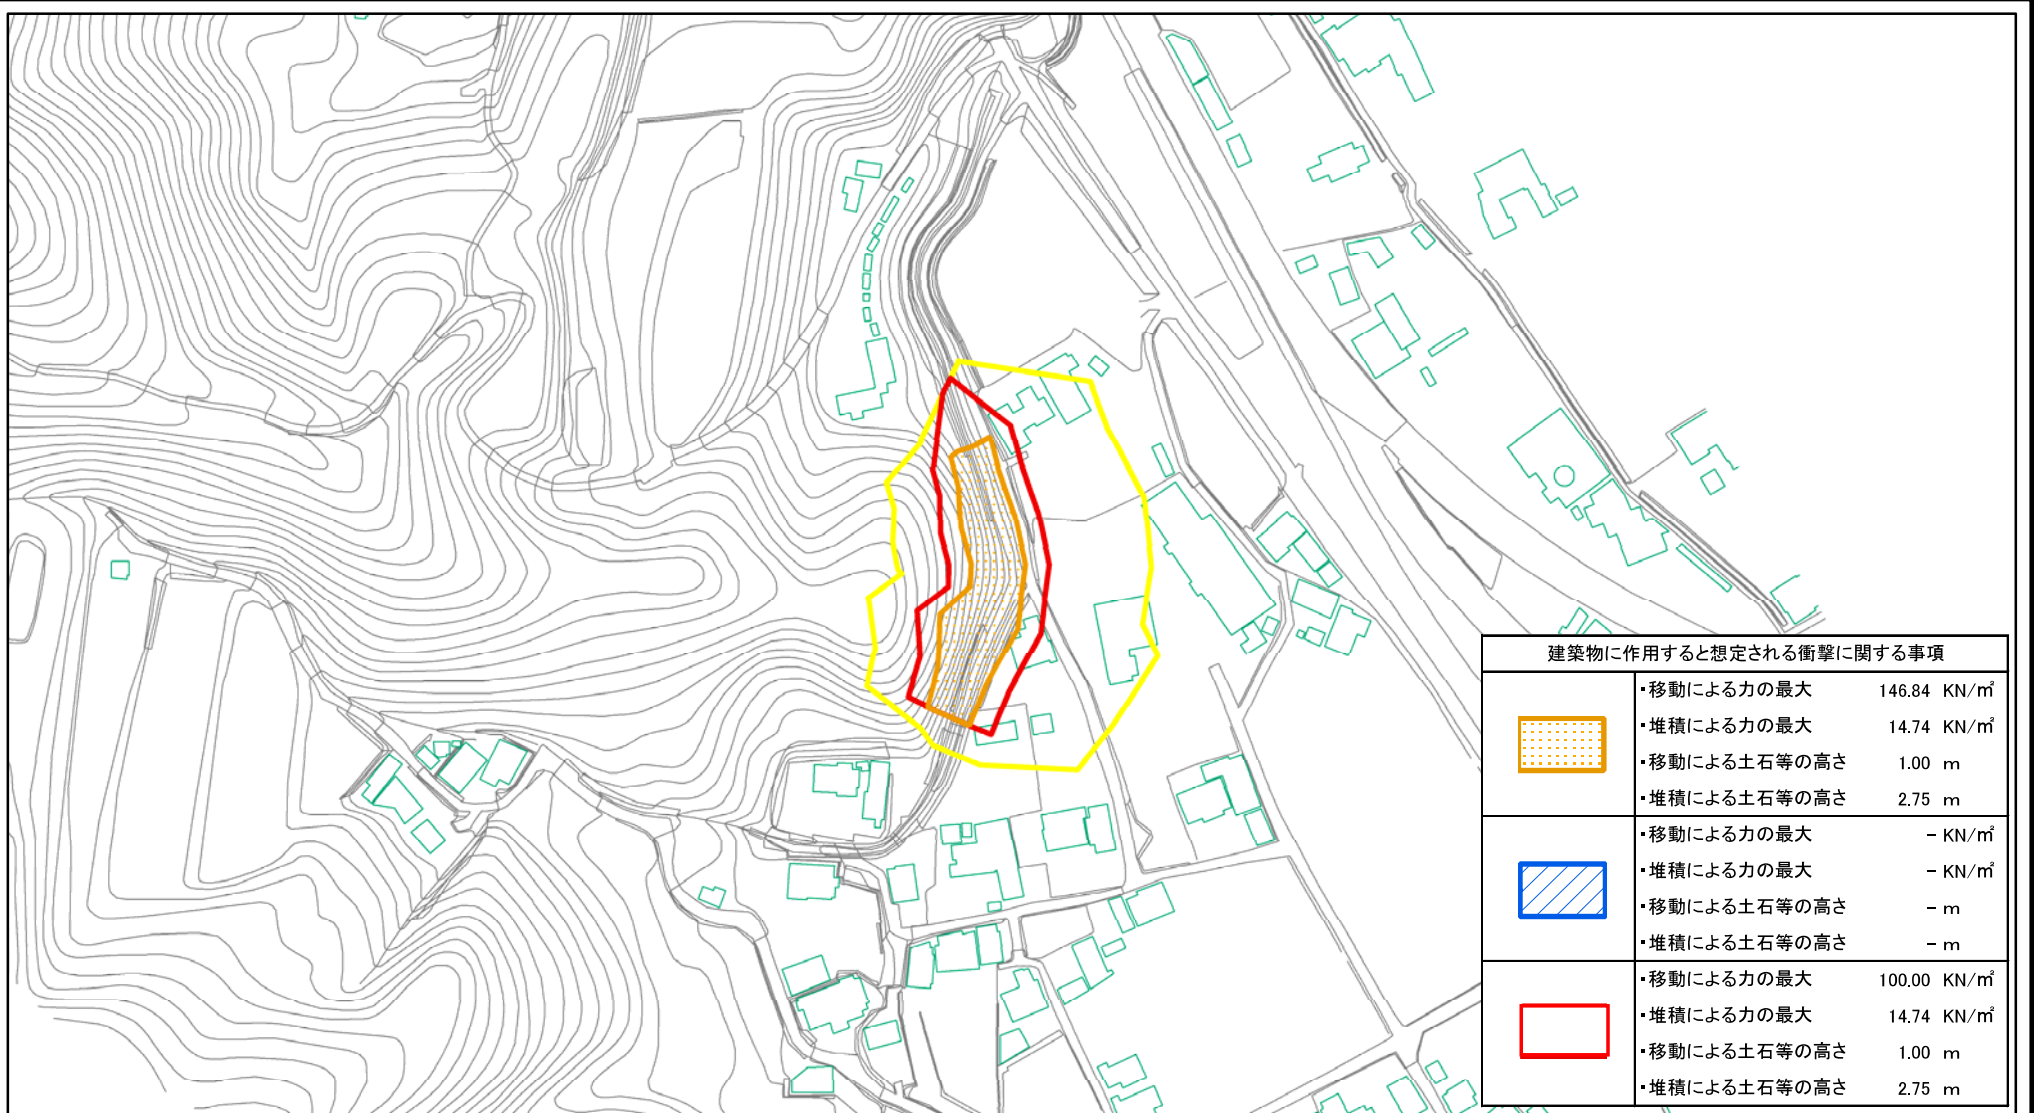 建築物に作用すると想定される衝撃に関する事項
・移動による力の最大 146.84 KN/㎡
・堆積による力の最大 14.74 KN/㎡
・移動による土石等の高さ 1.00 m
・堆積による土石等の高さ 2.75 m
・移動による力の最大 - KN/㎡
・堆積による力の最大 - KN/㎡
・移動による土石等の高さ - m
・堆積による土石等の高さ - m
・移動による力の最大 100.00 KN/㎡
・堆積による力の最大 14.74 KN/㎡
・移動による土石等の高さ 1.00 m
・堆積による土石等の高さ 2.75 m